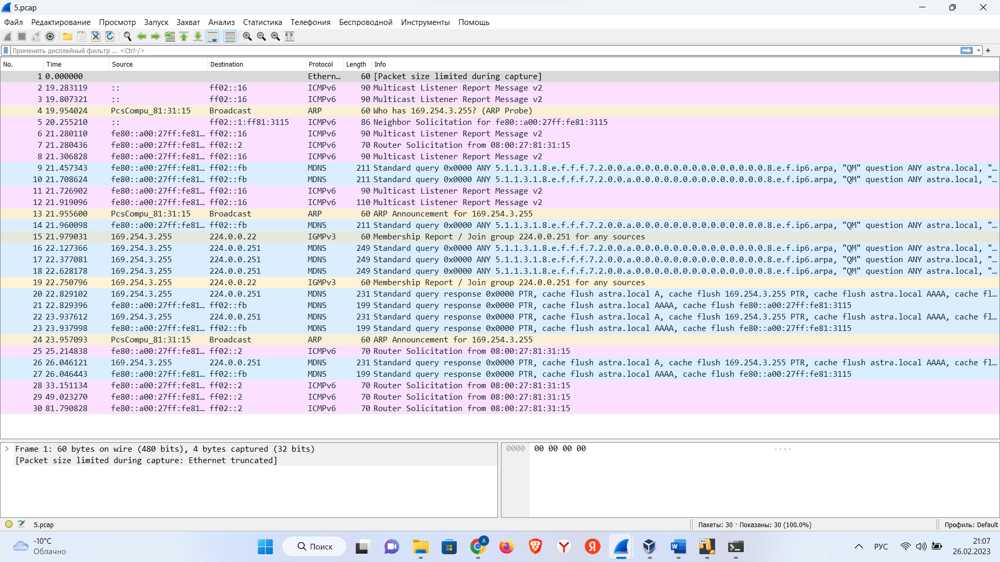 5.pcap
Файл Редактирование Просмотр Запуск Захват Анализ Статистика Телефония Беспроводной Инструменты Помощь
Применить дисплейный фильтр ... <Ctrl-/>
No. Time Source Destination Protocol Length Info
1 0.000000 Ethern… 60 [Packet size limited during capture]
2 19.283119 :: ff02::16 ICMPv6 90 Multicast Listener Report Message v2
3 19.807321 :: ff02::16 ICMPv6 90 Multicast Listener Report Message v2
4 19.954024 PcsCompu_81:31:15 Broadcast ARP 60 Who has 169.254.3.255? (ARP Probe)
5 20.255210 :: ff02::1:ff81:3115 ICMPv6 86 Neighbor Solicitation for fe80::a00:27ff:fe81:3115
6 21.280110 fe80::a00:27ff:fe81… ff02::16 ICMPv6 90 Multicast Listener Report Message v2
7 21.280436 fe80::a00:27ff:fe81… ff02::2 ICMPv6 70 Router Solicitation from 08:00:27:81:31:15
8 21.306828 fe80::a00:27ff:fe81… ff02::16 ICMPv6 90 Multicast Listener Report Message v2
9 21.457343 fe80::a00:27ff:fe81… ff02::fb MDNS 211 Standard query 0x0000 ANY 5.1.1.3.1.8.e.f.f.f.7.2.0.0.a.0.0.0.0.0.0.0.0.0.0.0.0.0.0.8.e.f.ip6.arpa, "QM" question ANY astra.local, "…
10 21.708624 fe80::a00:27ff:fe81… ff02::fb MDNS 211 Standard query 0x0000 ANY 5.1.1.3.1.8.e.f.f.f.7.2.0.0.a.0.0.0.0.0.0.0.0.0.0.0.0.0.0.8.e.f.ip6.arpa, "QM" question ANY astra.local, "…
11 21.726902 fe80::a00:27ff:fe81… ff02::16 ICMPv6 90 Multicast Listener Report Message v2
12 21.919096 fe80::a00:27ff:fe81… ff02::16 ICMPv6 110 Multicast Listener Report Message v2
13 21.955600 PcsCompu_81:31:15 Broadcast ARP 60 ARP Announcement for 169.254.3.255
14 21.960098 fe80::a00:27ff:fe81… ff02::fb MDNS 211 Standard query 0x0000 ANY 5.1.1.3.1.8.e.f.f.f.7.2.0.0.a.0.0.0.0.0.0.0.0.0.0.0.0.0.0.8.e.f.ip6.arpa, "QM" question ANY astra.local, "…
15 21.979031 169.254.3.255 224.0.0.22 IGMPv3 60 Membership Report / Join group 224.0.0.251 for any sources
16 22.127366 169.254.3.255 224.0.0.251 MDNS 249 Standard query 0x0000 ANY 5.1.1.3.1.8.e.f.f.f.7.2.0.0.a.0.0.0.0.0.0.0.0.0.0.0.0.0.0.8.e.f.ip6.arpa, "QM" question ANY astra.local, "…
17 22.377081 169.254.3.255 224.0.0.251 MDNS 249 Standard query 0x0000 ANY 5.1.1.3.1.8.e.f.f.f.7.2.0.0.a.0.0.0.0.0.0.0.0.0.0.0.0.0.0.8.e.f.ip6.arpa, "QM" question ANY astra.local, "…
18 22.628178 169.254.3.255 224.0.0.251 MDNS 249 Standard query 0x0000 ANY 5.1.1.3.1.8.e.f.f.f.7.2.0.0.a.0.0.0.0.0.0.0.0.0.0.0.0.0.0.8.e.f.ip6.arpa, "QM" question ANY astra.local, "…
19 22.750796 169.254.3.255 224.0.0.22 IGMPv3 60 Membership Report / Join group 224.0.0.251 for any sources
20 22.829102 169.254.3.255 224.0.0.251 MDNS 231 Standard query response 0x0000 PTR, cache flush astra.local A, cache flush 169.254.3.255 PTR, cache flush astra.local AAAA, cache fl…
21 22.829396 fe80::a00:27ff:fe81… ff02::fb MDNS 199 Standard query response 0x0000 PTR, cache flush astra.local AAAA, cache flush fe80::a00:27ff:fe81:3115
22 23.937612 169.254.3.255 224.0.0.251 MDNS 231 Standard query response 0x0000 PTR, cache flush astra.local A, cache flush 169.254.3.255 PTR, cache flush astra.local AAAA, cache fl…
23 23.937998 fe80::a00:27ff:fe81… ff02::fb MDNS 199 Standard query response 0x0000 PTR, cache flush astra.local AAAA, cache flush fe80::a00:27ff:fe81:3115
24 23.957093 PcsCompu_81:31:15 Broadcast ARP 60 ARP Announcement for 169.254.3.255
25 25.214838 fe80::a00:27ff:fe81… ff02::2 ICMPv6 70 Router Solicitation from 08:00:27:81:31:15
26 26.046121 169.254.3.255 224.0.0.251 MDNS 231 Standard query response 0x0000 PTR, cache flush astra.local A, cache flush 169.254.3.255 PTR, cache flush astra.local AAAA, cache fl…
27 26.046443 fe80::a00:27ff:fe81… ff02::fb MDNS 199 Standard query response 0x0000 PTR, cache flush astra.local AAAA, cache flush fe80::a00:27ff:fe81:3115
28 33.151134 fe80::a00:27ff:fe81… ff02::2 ICMPv6 70 Router Solicitation from 08:00:27:81:31:15
29 49.023270 fe80::a00:27ff:fe81… ff02::2 ICMPv6 70 Router Solicitation from 08:00:27:81:31:15
30 81.790828 fe80::a00:27ff:fe81… ff02::2 ICMPv6 70 Router Solicitation from 08:00:27:81:31:15
Frame 1: 60 bytes on wire (480 bits), 4 bytes captured (32 bits)
[Packet size limited during capture: Ethernet truncated]
0000 00 00 00 00 ....
5.pcap
Пакеты: 30 · Показаны: 30 (100.0%)
Профиль: Default
-10°C
Облачно
Поиск
A
Y
Я
W
64
РУС
21:07
26.02.2023